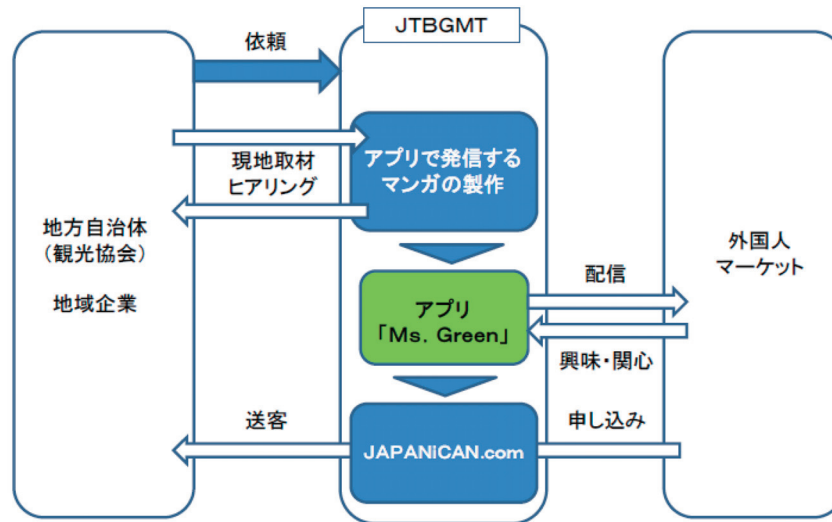 JTBGMT
依頼
現地取材
ヒアリング
アプリで発信する
マンガの製作
地方自治体
（観光協会）
地域企業
アプリ
「Ms. Green」
配信
興味・関心
外国人
マーケット
送客
JAPANiCAN.com
申し込み